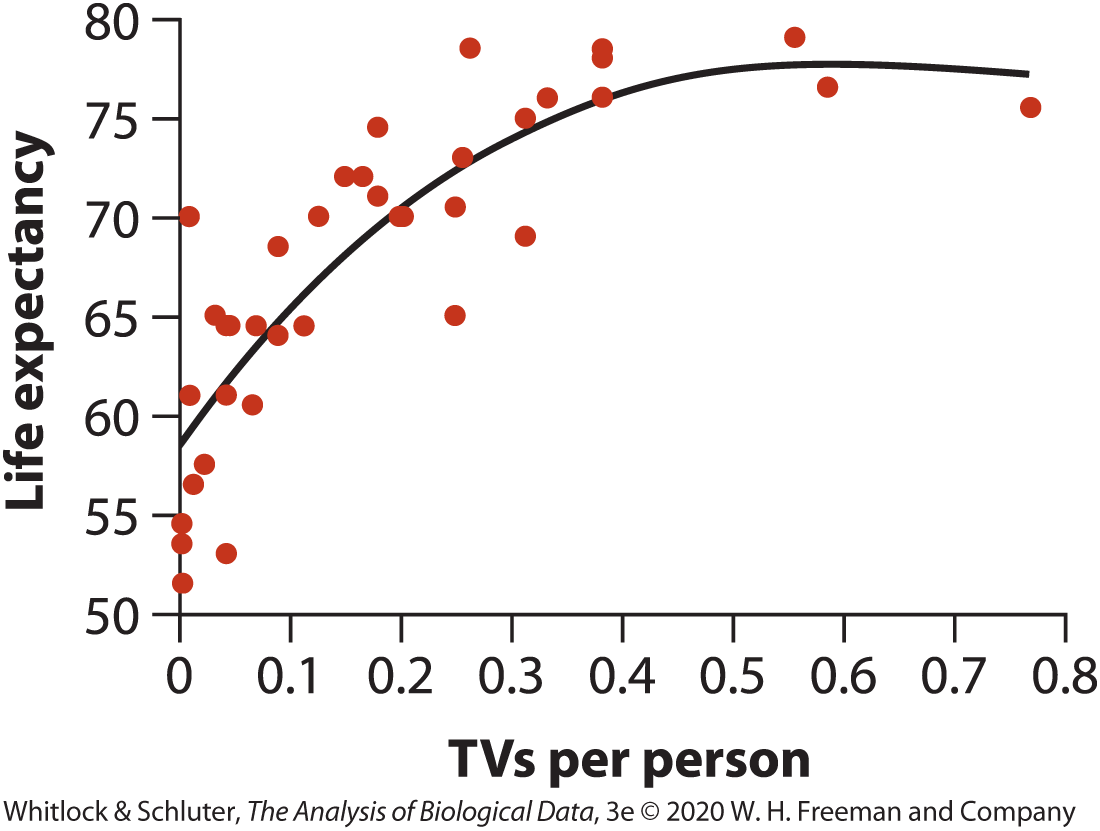 80
75
70
65
60
55
50
Life expectancy
0 0.1 0.2 0.3 0.4 0.5 0.6 0.7 0.8
TVs per person
Whitlock & Schluter, The Analysis of Biological Data, 3e © 2020 W. H. Freeman and Company